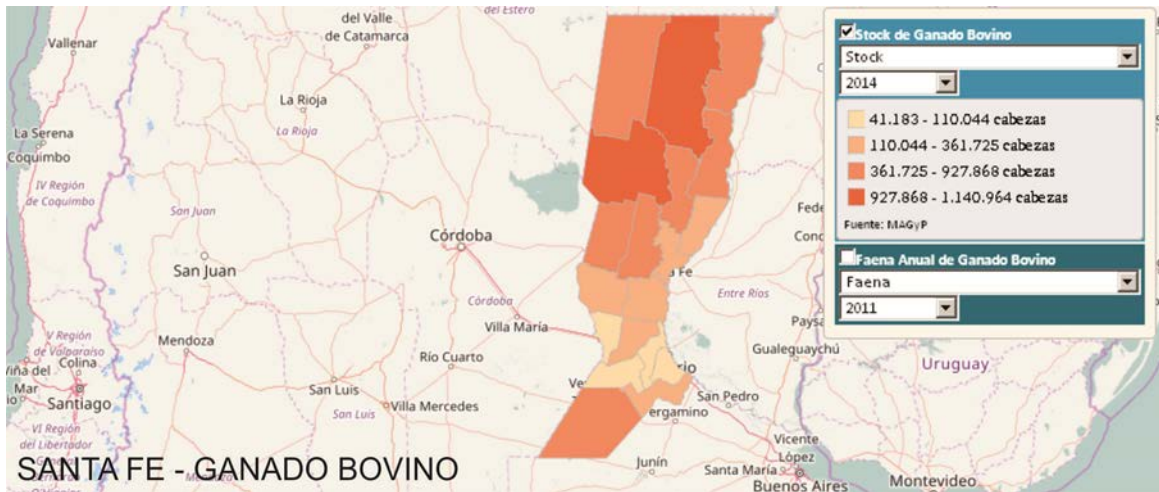 del Valle
de Catamarca
del Estero
Vallenar
La Rioja
La Rioja
La Serena
Coquimbo
IV Región
de Coquimbo
San Juan
San Juan
Córdoba
Córdoba
Villa María
Mendoza
Río Cuarto
V Región
de Valparaíso
Colina
Viña del
Mar
Santiago
San Luis
San Luis
Villa Mercedes
VI Región
del Libertador
Entre Ríos
Gualeguaychú
San Pedro
Uruguay
Junín
Vicente
López
Santa María
Buenos Aires
Montevideo
SANTA FE - GANADO BOVINO
Stock de Ganado Bovino
Stock
2014
41.183 - 110.044 cabezas
110.044 - 361.725 cabezas
361.725 - 927.868 cabezas
927.868 - 1.140.964 cabezas
Fuente: MAGyP
Faena Anual de Ganado Bovino
Faena
2011